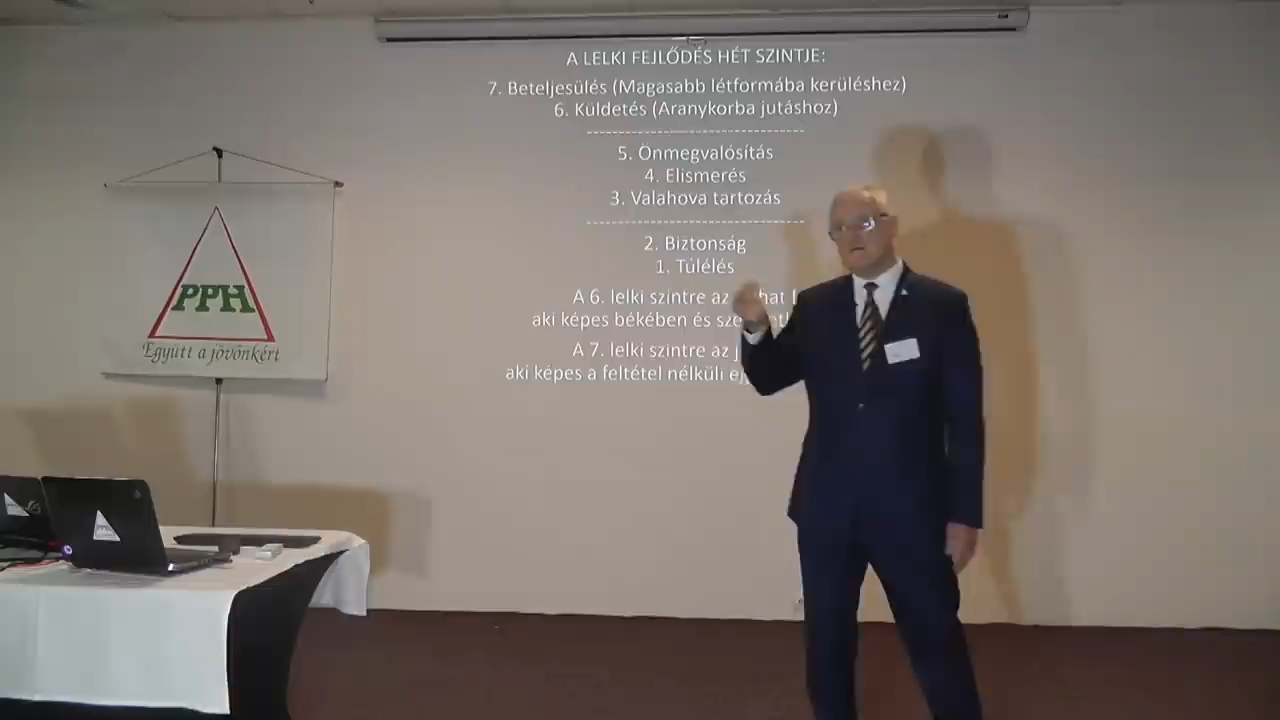 A LELKI FEJLŐDÉS HÉT SZINTJE:
7. Beteljesülés (Magasabb létformába kerüléshez)
6. Küldetés (Aranykorba jutáshoz)
5. Önmegvalósítás
4. Elismerés
3. Valahova tartozás
2. Biztonság
1. Túlélés
A 6. lelki szintre az
aki képes békében és
A 7. lelki szintre az
aki képes a feltétel nélküli
PPH
Együtt a jövőnkért